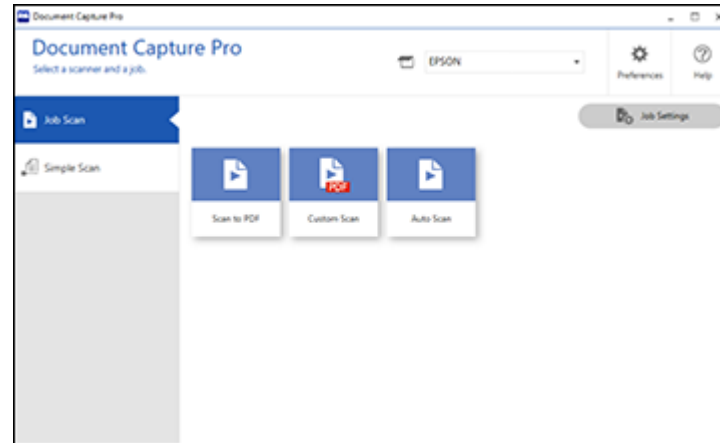 Document Capture Pro
Document Capture Pro
Select a scanner and a job.
EPSON
Preferences
Help
Job Scan
Job Settings
Simple Scan
PDF
Scan to PDF
Custom Scan
Auto Scan